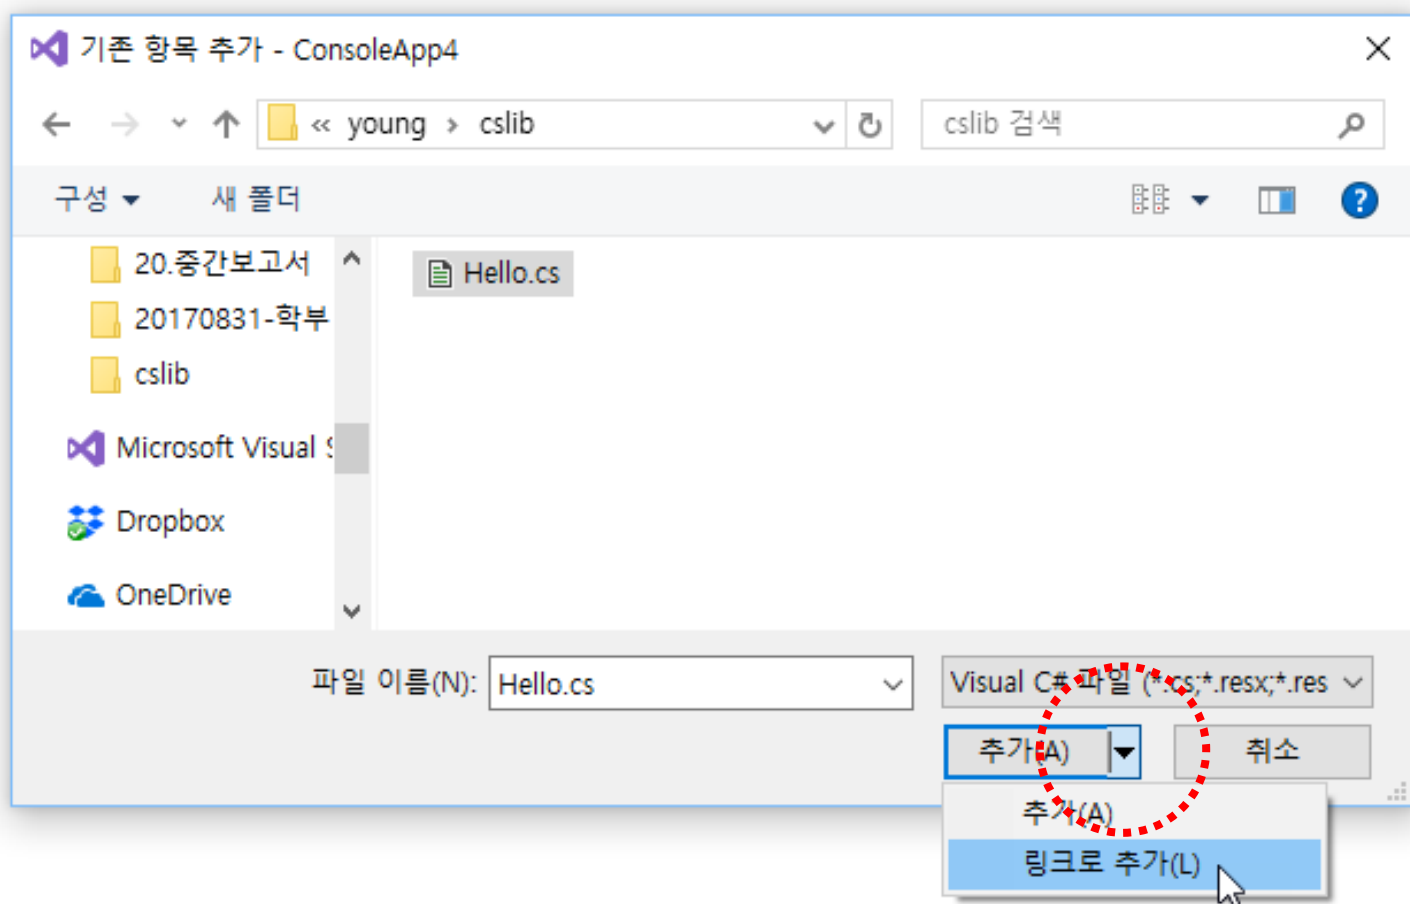 기존 항목 추가 - ConsoleApp4
« young › cslib
cslib 검색
구성
새 폴더
20.중간보고서
20170831-학부
cslib
Microsoft Visual
Dropbox
OneDrive
Hello.cs
파일 이름(N): Hello.cs
Visual C# 파일 (*.cs;*.resx;*.res
추가(A)
취소
추가(A)
링크로 추가(L)